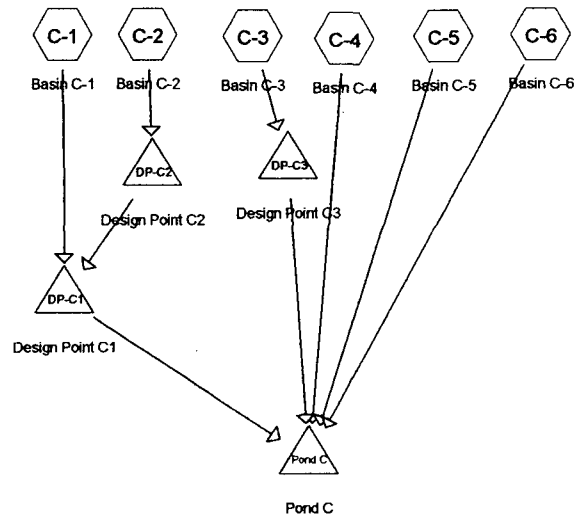 C-1
C-2
C-3
C-4
C-5
C-6
Basin C-1
Basin C-2
Basin C-3
Basin C-4
Basin C-5
Basin C-6
DP-C2
DP-C3
Design Point C2
Design Point C3
DP-C1
Design Point C1
Pond C
Pond C